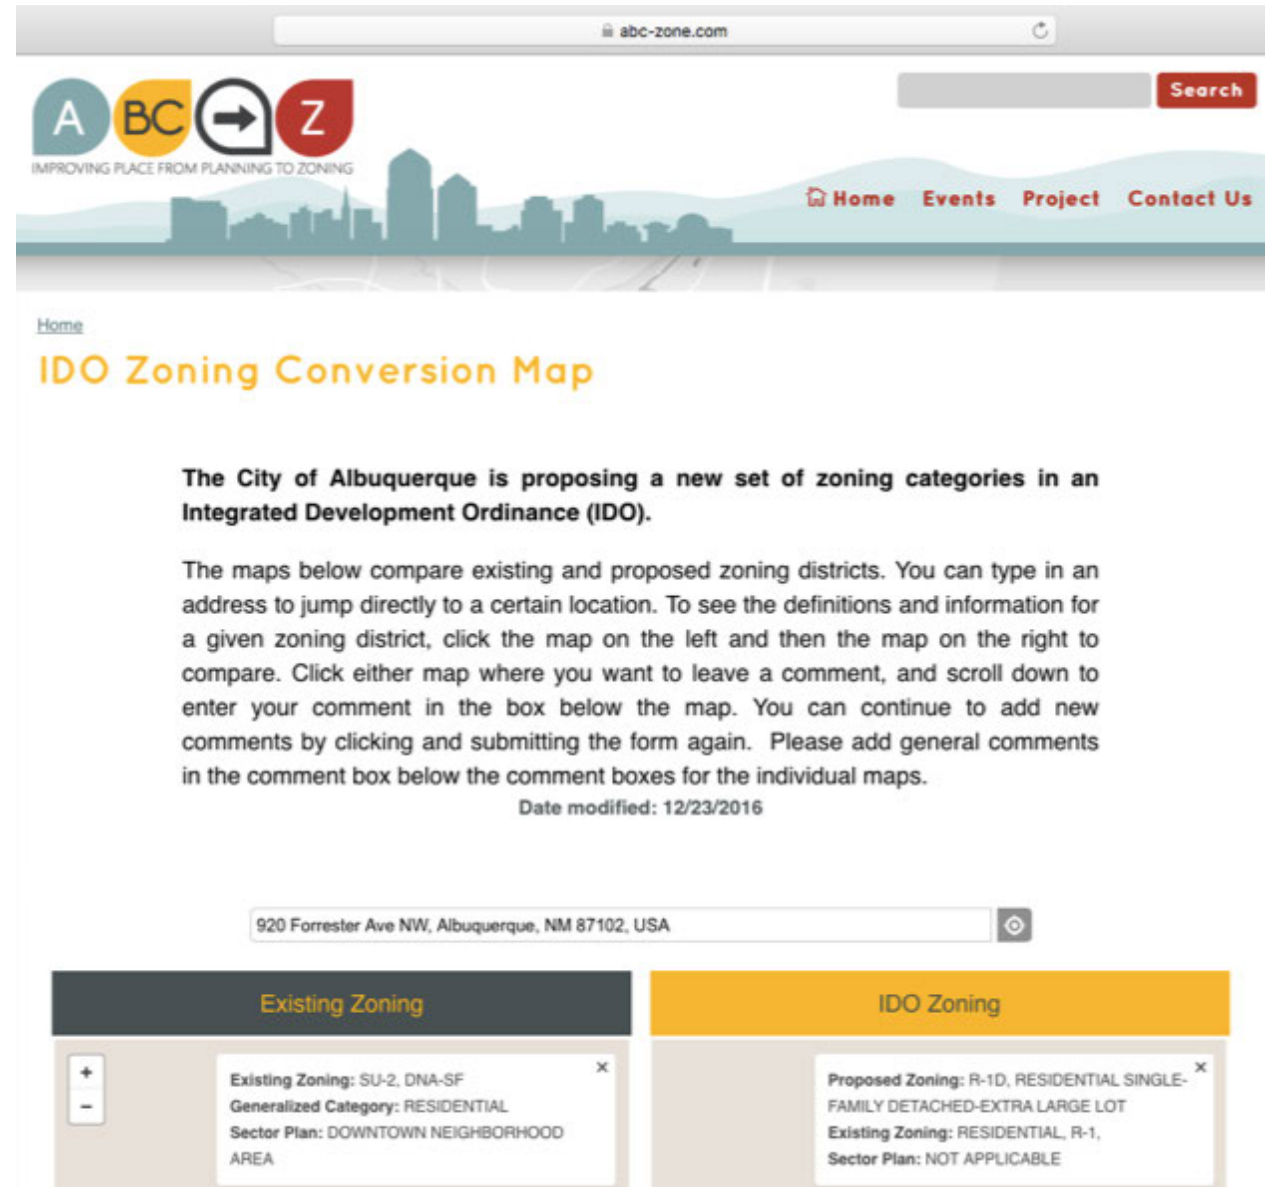 abc-zone.com
A BC Z
IMPROVING PLACE FROM PLANNING TO ZONING
Search
Home Events Project Contact Us
Home
IDO Zoning Conversion Map
The City of Albuquerque is proposing a new set of zoning categories in an
Integrated Development Ordinance (IDO).
The maps below compare existing and proposed zoning districts. You can type in an
address to jump directly to a certain location. To see the definitions and information for
a given zoning district, click the map on the left and then the map on the right to
compare. Click either map where you want to leave a comment, and scroll down to
enter your comment in the box below the map. You can continue to add new
comments by clicking and submitting the form again.  Please add general comments
in the comment box below the comment boxes for the individual maps.
Date modified: 12/23/2016
920 Forrester Ave NW, Albuquerque, NM 87102, USA
Existing Zoning
+
−
Existing Zoning: SU-2, DNA-SF ×
Generalized Category: RESIDENTIAL
Sector Plan: DOWNTOWN NEIGHBORHOOD
AREA
IDO Zoning
Proposed Zoning: R-1D, RESIDENTIAL SINGLE- ×
FAMILY DETACHED-EXTRA LARGE LOT
Existing Zoning: RESIDENTIAL, R-1,
Sector Plan: NOT APPLICABLE